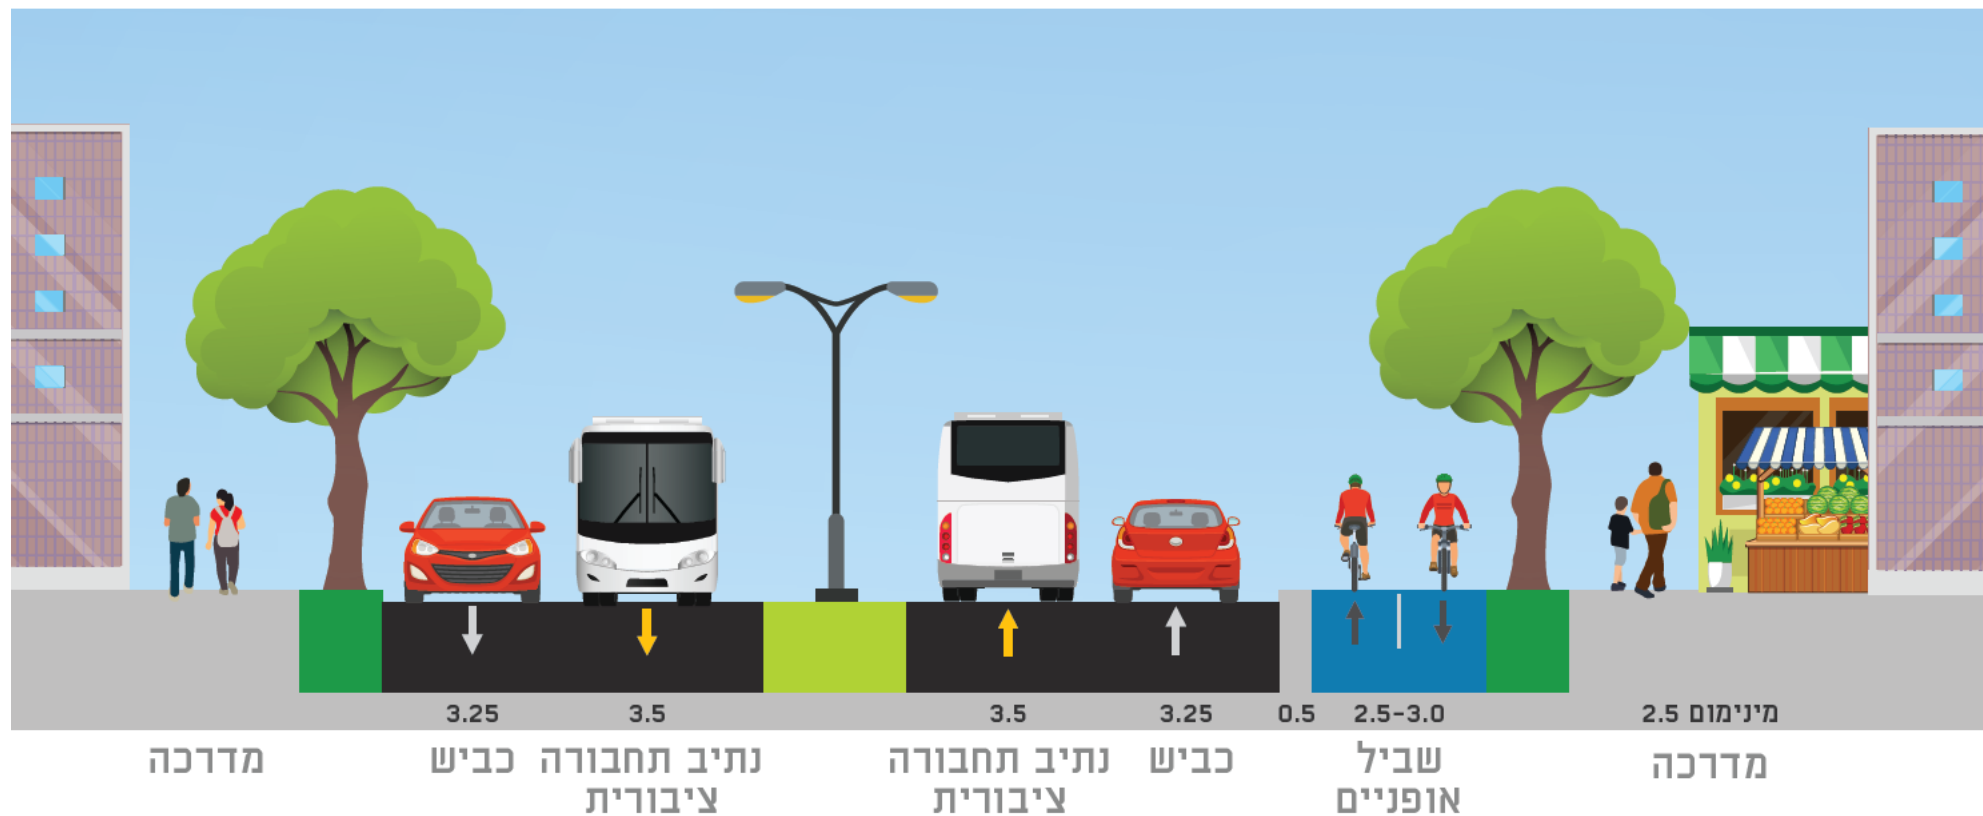 3.25
3.5
3.5
3.25
0.5
2.5-3.0
מינימום 2.5
מדרכה
כביש
נתיב תחבורה
ציבורית
נתיב תחבורה
ציבורית
כביש
שביל
אופניים
מדרכה